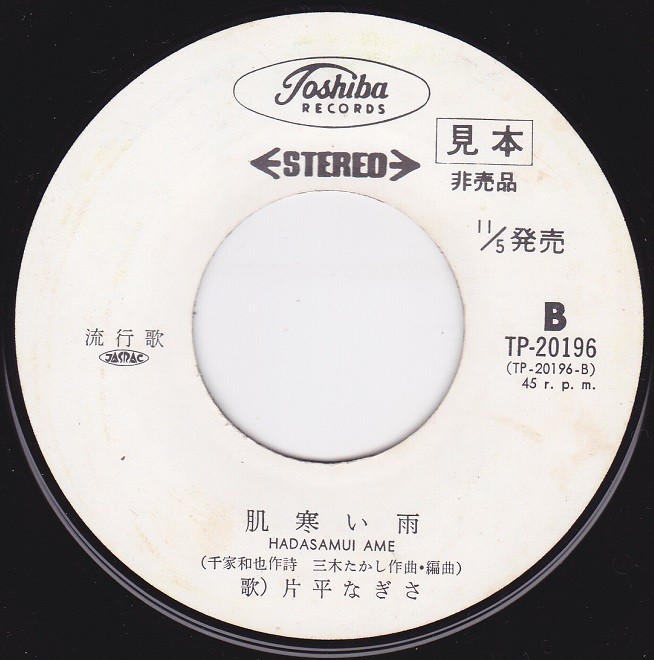 Toshiba
RECORDS
STEREO
見本
非売品
11/5発売
流行歌
JASRAC
B
TP-20196
(TP-20196-B)
45 r. p. m.
肌寒い雨
HADASAMUI AME
(千家和也作詩 三木たかし作曲・編曲)
歌)片平なぎさ